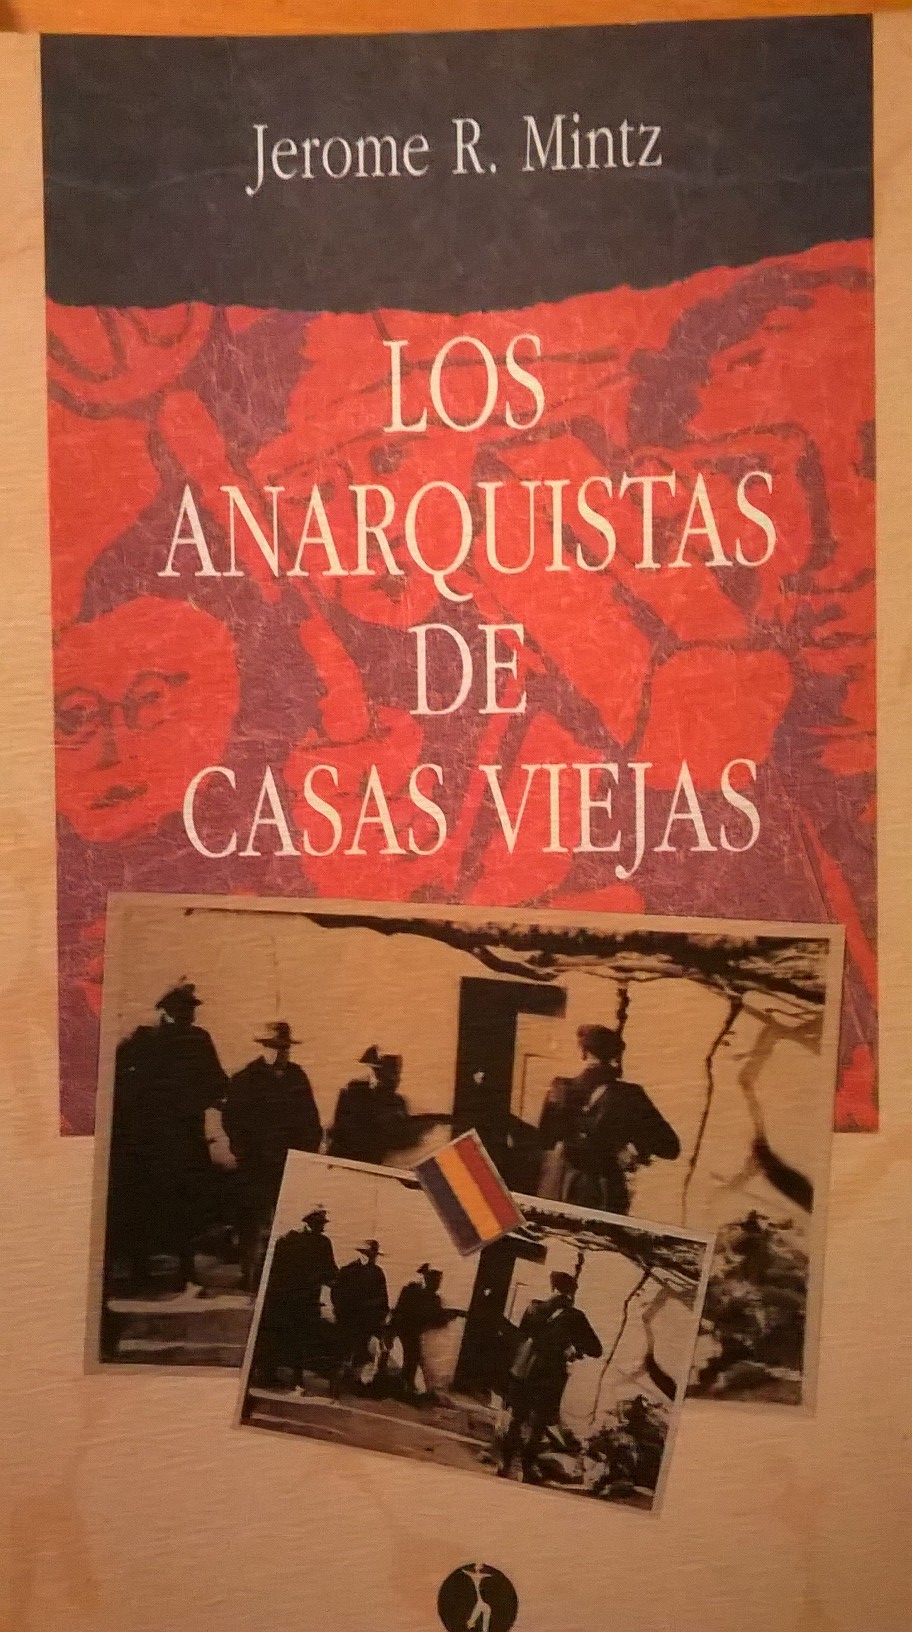 Jerome R. Mintz
LOS
ANARQUISTAS
DE
CASAS VIEJAS